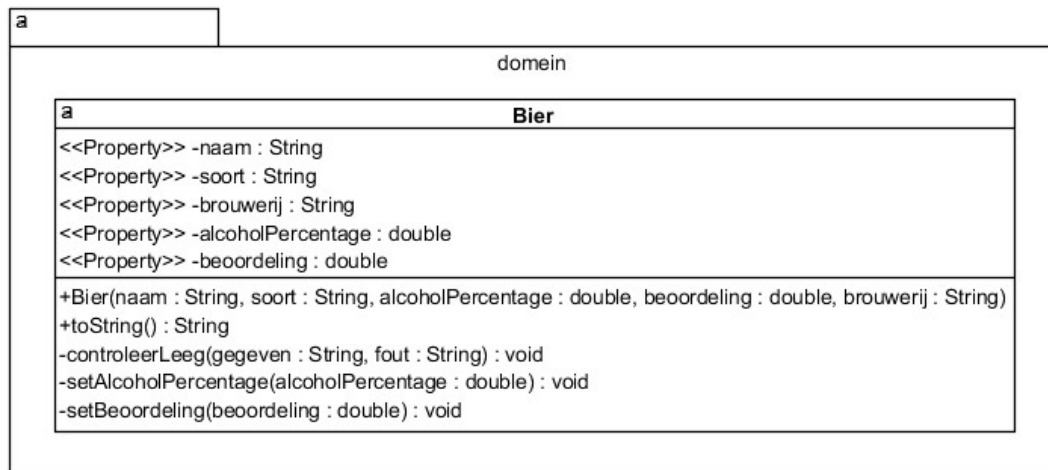 a
domein
a
Bier
<<Property>> -naam : String
<<Property>> -soort : String
<<Property>> -brouwerij : String
<<Property>> -alcoholPercentage : double
<<Property>> -beoordeling : double
+Bier(naam : String, soort : String, alcoholPercentage : double, beoordeling : double, brouwerij : String)
+toString() : String
-controleerLeeg(gegeven : String, fout : String) : void
-setAlcoholPercentage(alcoholPercentage : double) : void
-setBeoordeling(beoordeling : double) : void